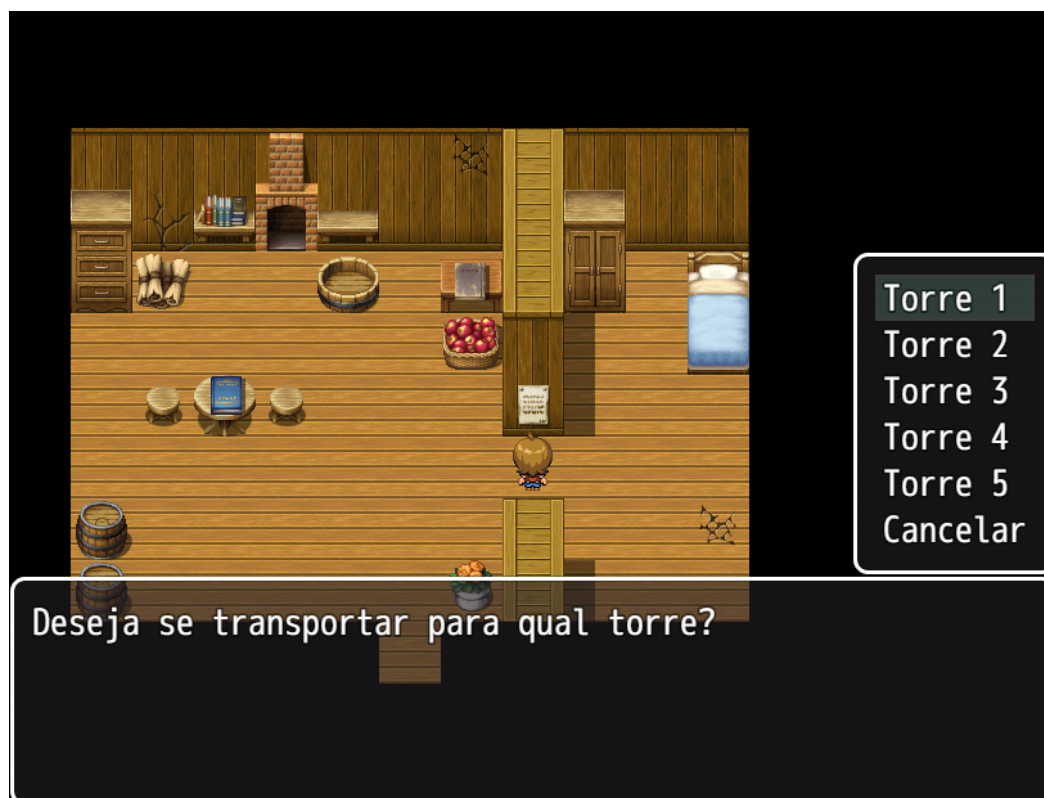 Torre 1
Torre 2
Torre 3
Torre 4
Torre 5
Cancelar
Deseja se transportar para qual torre?